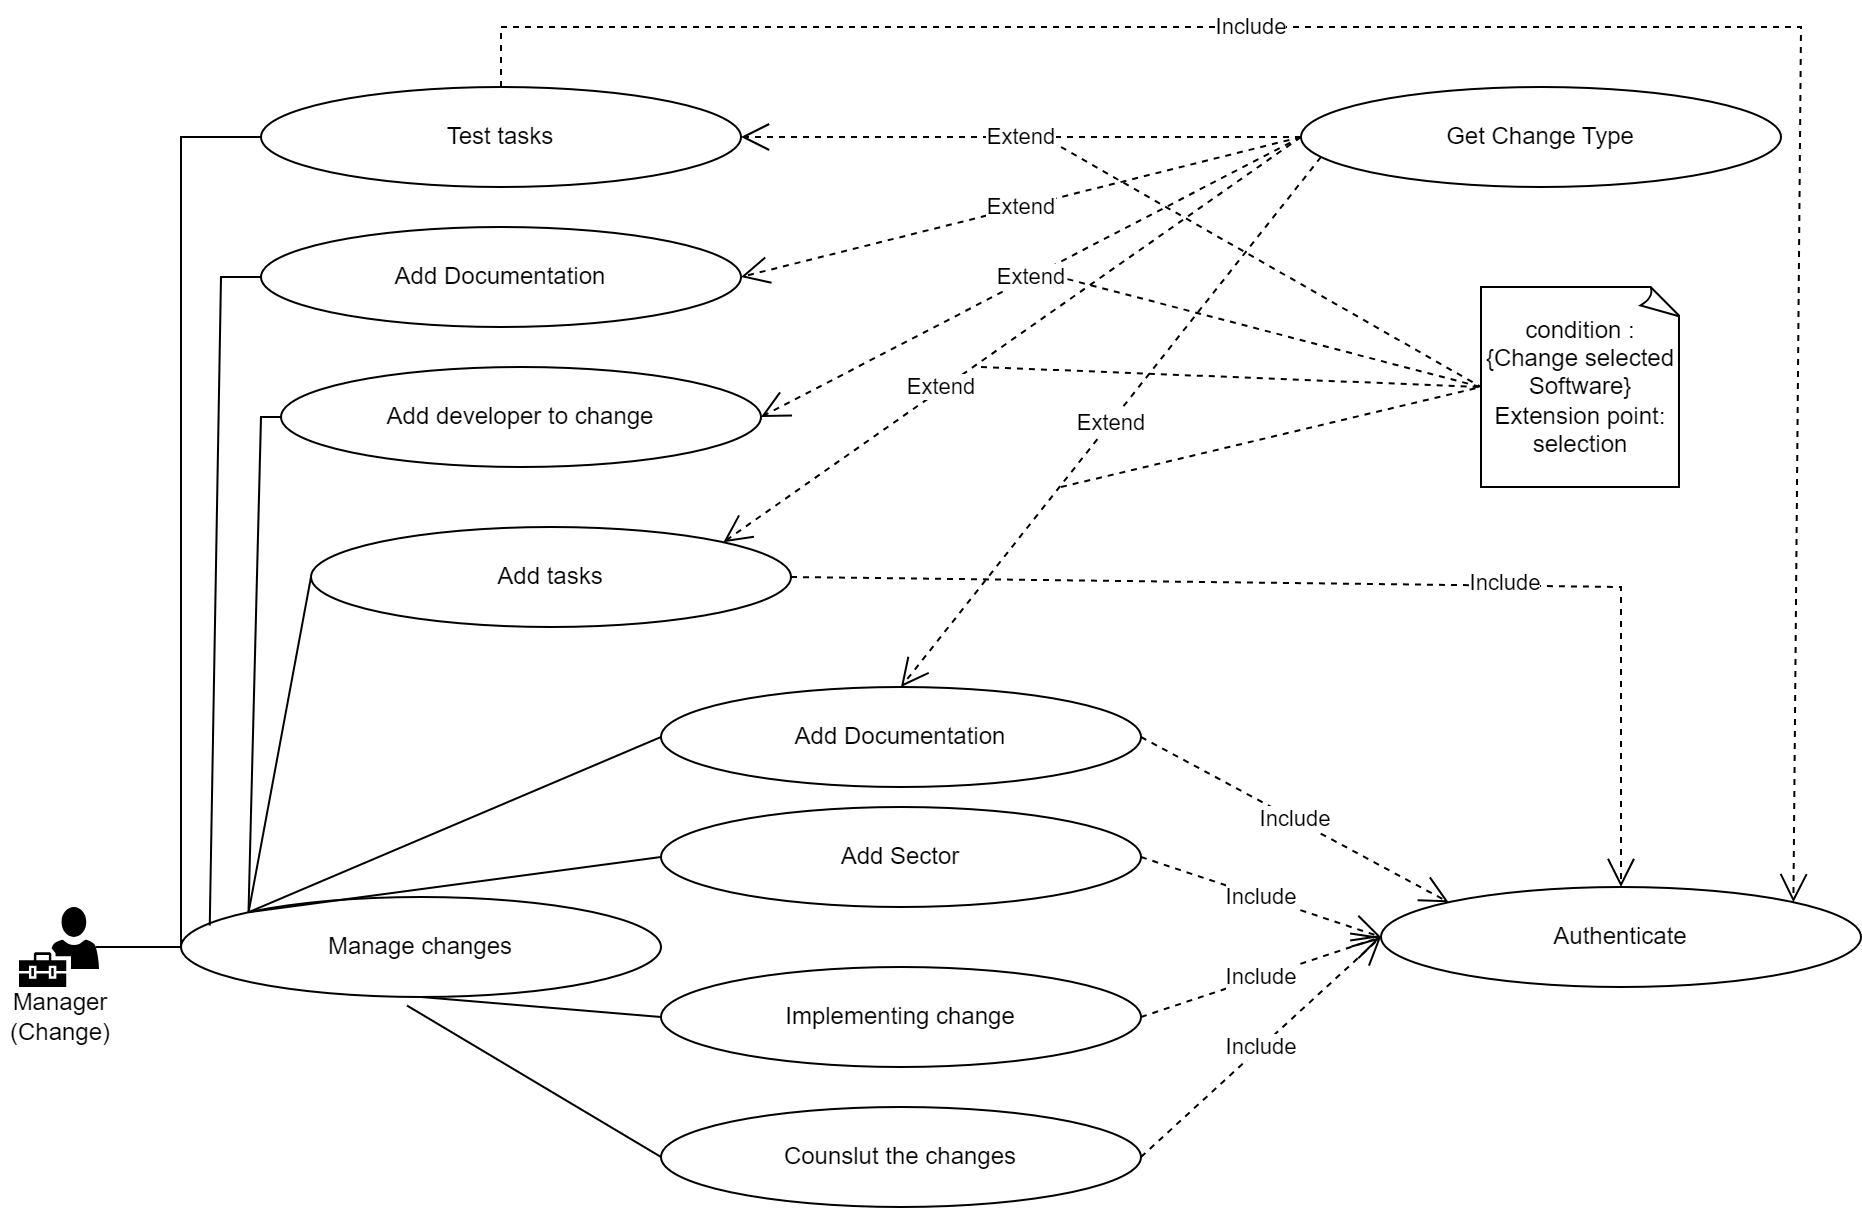 Include
Test tasks
Extend
Get Change Type
Extend
Add Documentation
Extend
condition :
{Change selected
Software}
Extension point:
selection
Extend
Add developer to change
Extend
Add tasks
Include
Add Documentation
Include
Add Sector
Include
Manage changes
Authenticate
Include
Manager
(Change)
Implementing change
Include
Counslut the changes